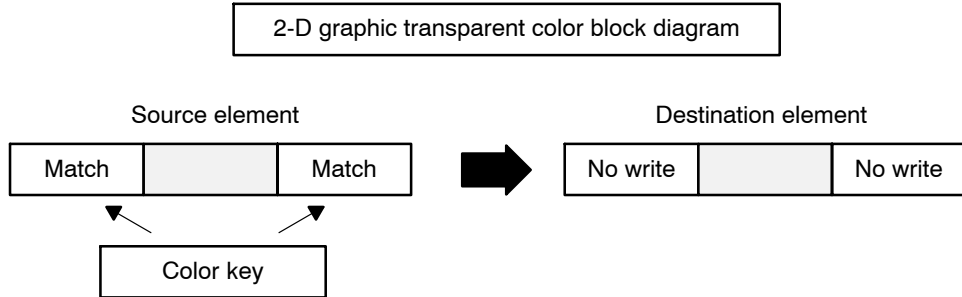 2-D graphic transparent color block diagram
Source element
Destination element
Match
Match
No write
No write
Color key